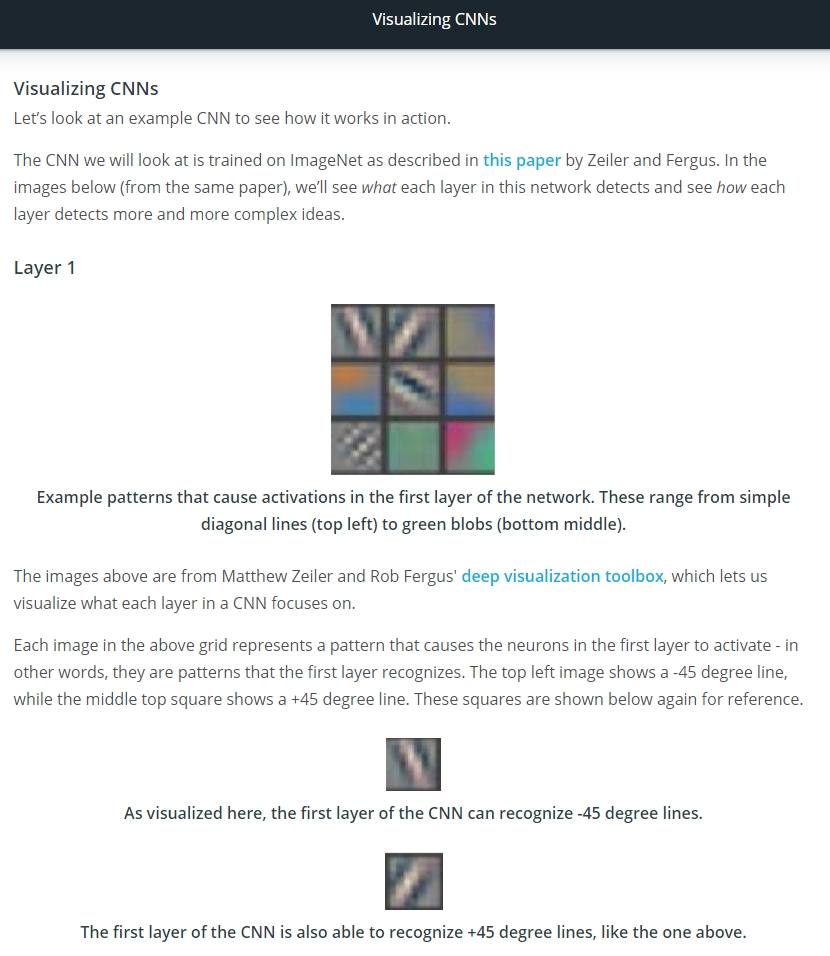 Visualizing CNNs
Visualizing CNNs
Let's look at an example CNN to see how it works in action.
The CNN we will look at is trained on ImageNet as described in this paper by Zeiler and Fergus. In the
images below (from the same paper), we'll see what each layer in this network detects and see how each
layer detects more and more complex ideas.
Layer 1
Example patterns that cause activations in the first layer of the network. These range from simple
diagonal lines (top left) to green blobs (bottom middle).
The images above are from Matthew Zeiler and Rob Fergus' deep visualization toolbox, which lets us
visualize what each layer in a CNN focuses on.
Each image in the above grid represents a pattern that causes the neurons in the first layer to activate - in
other words, they are patterns that the first layer recognizes. The top left image shows a -45 degree line,
while the middle top square shows a +45 degree line. These squares are shown below again for reference.
As visualized here, the first layer of the CNN can recognize -45 degree lines.
The first layer of the CNN is also able to recognize +45 degree lines, like the one above.